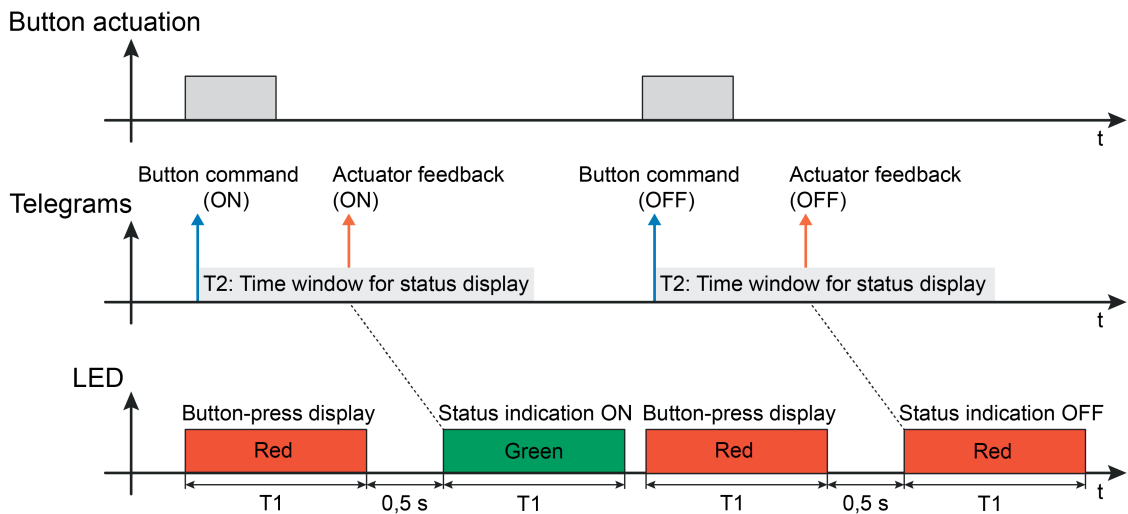 Button actuation
t
Button command Actuator feedback Button command Actuator feedback
(ON) (ON) (OFF) (OFF)
Telegrams
T2: Time window for status display T2: Time window for status display
t
LED
Button-press display Status indication ON Button-press display Status indication OFF
Red Green Red Red
t
T1 0,5 s T1 T1 0,5 s T1